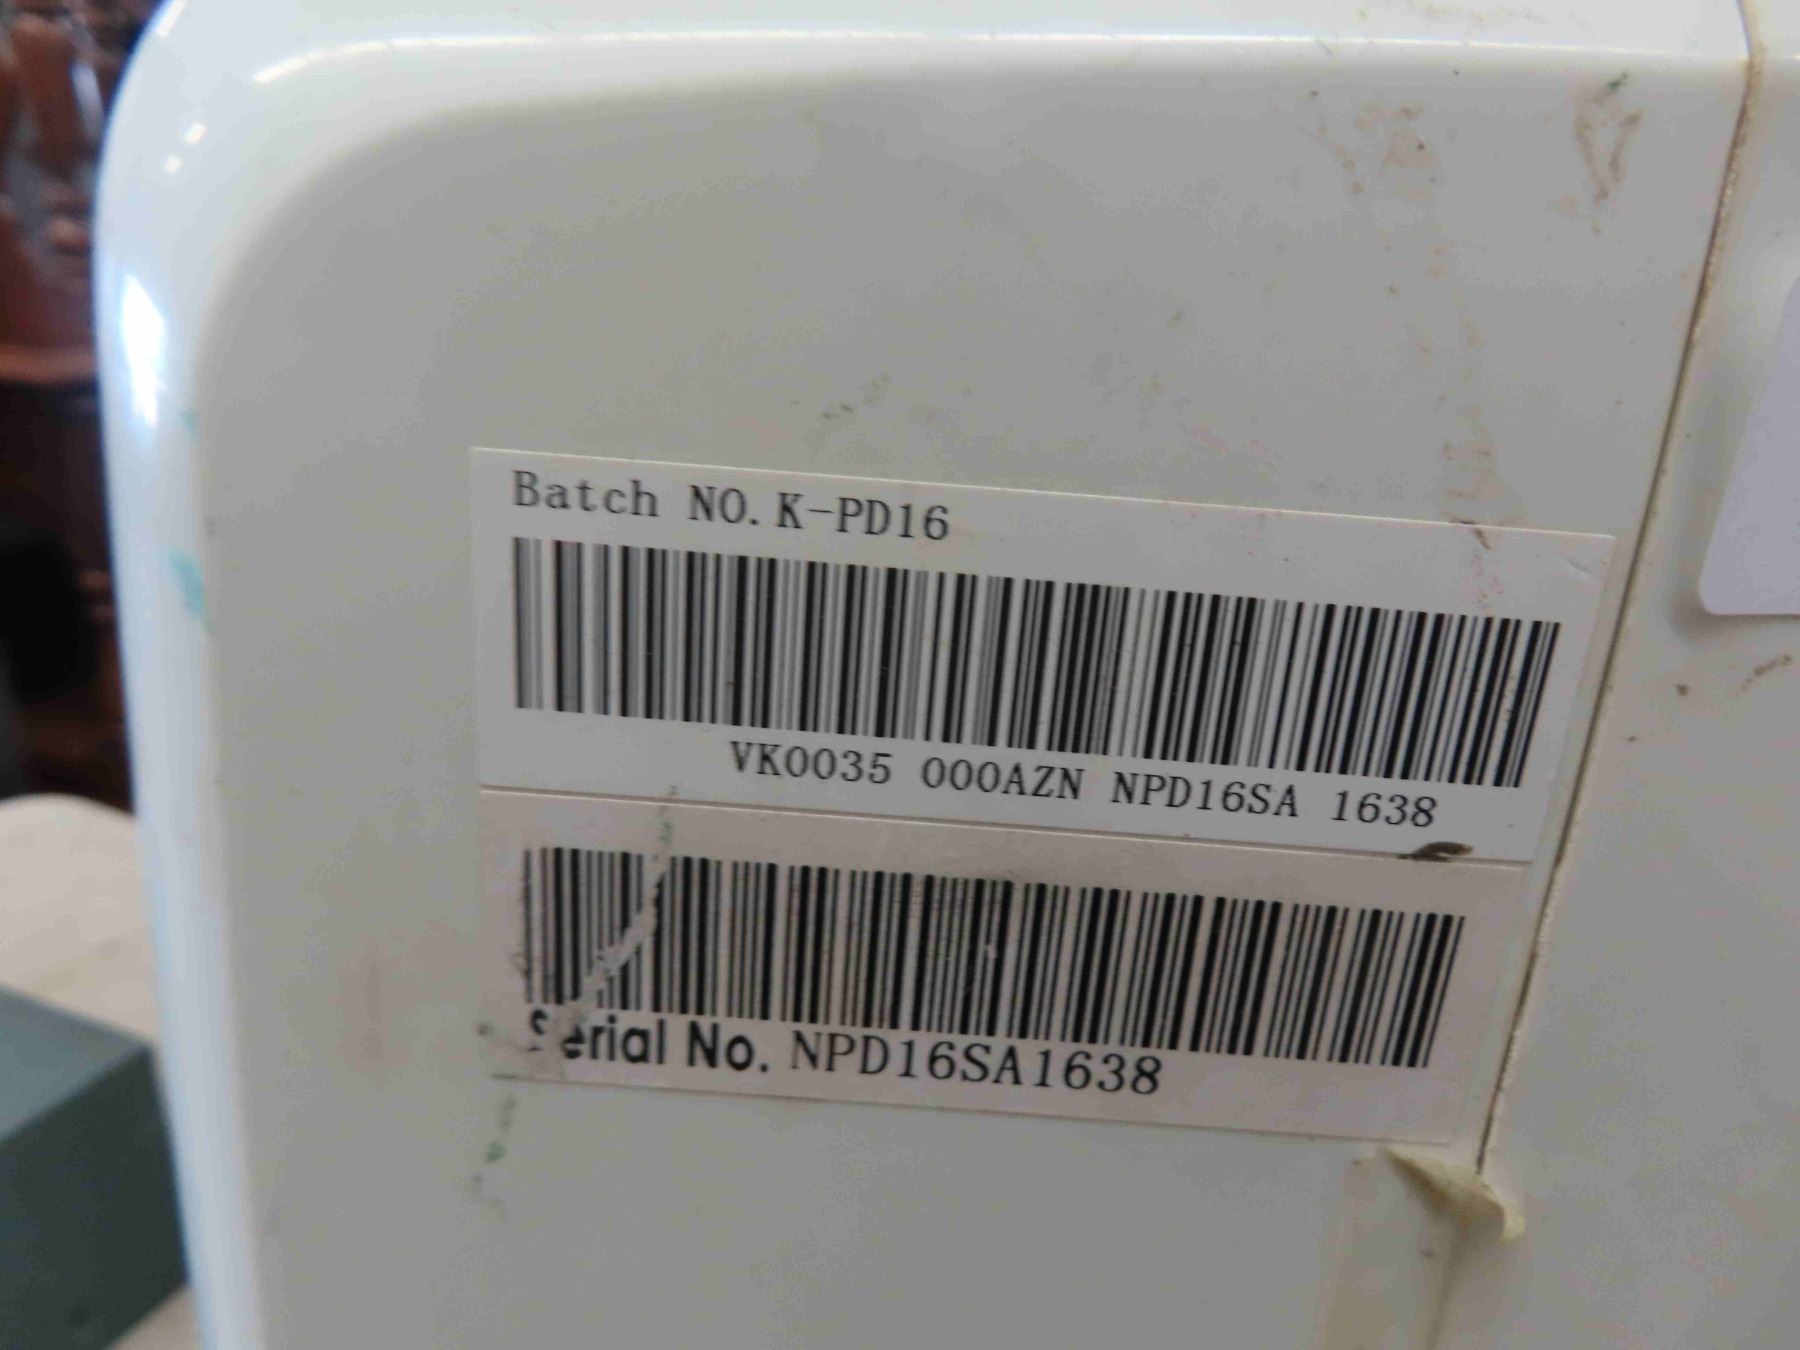 Batch NO. K-PD16
VK0035 000AZN NPD16SA 1638
Serial No. NPD16SA1638